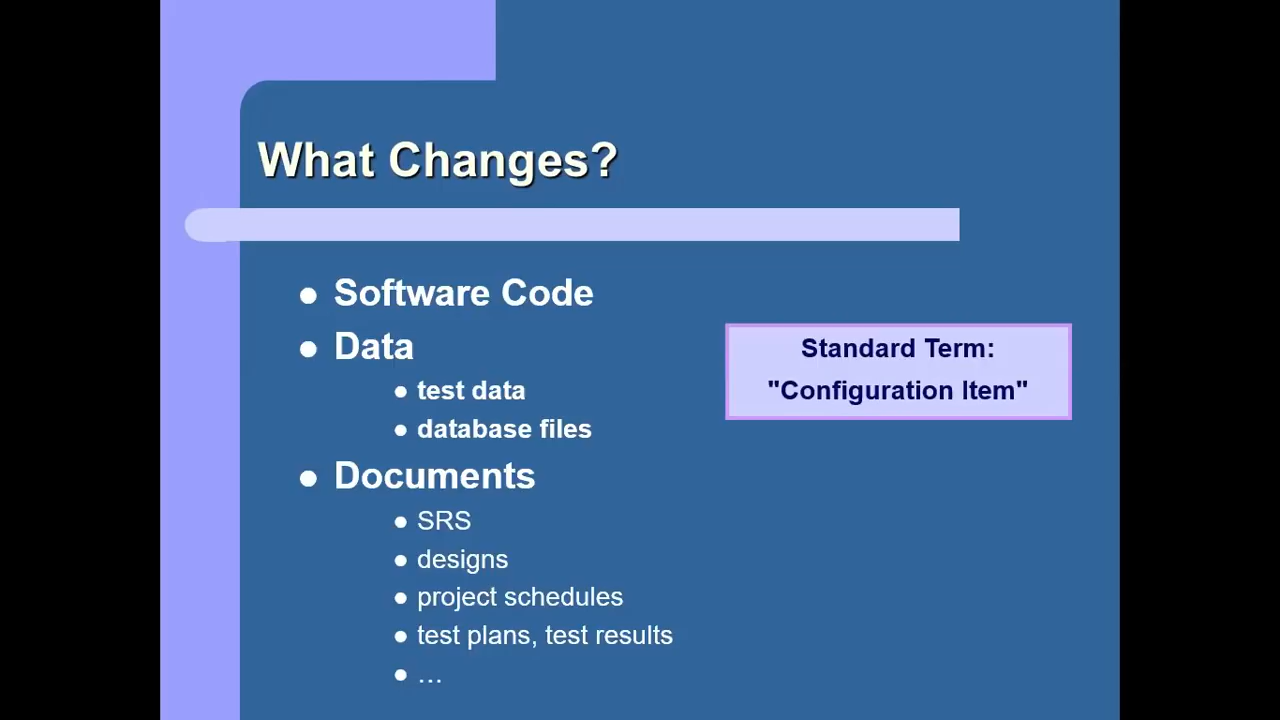 What Changes?
Software Code
Data
test data
database files
Standard Term:
"Configuration Item"
Documents
SRS
designs
project schedules
test plans, test results
…